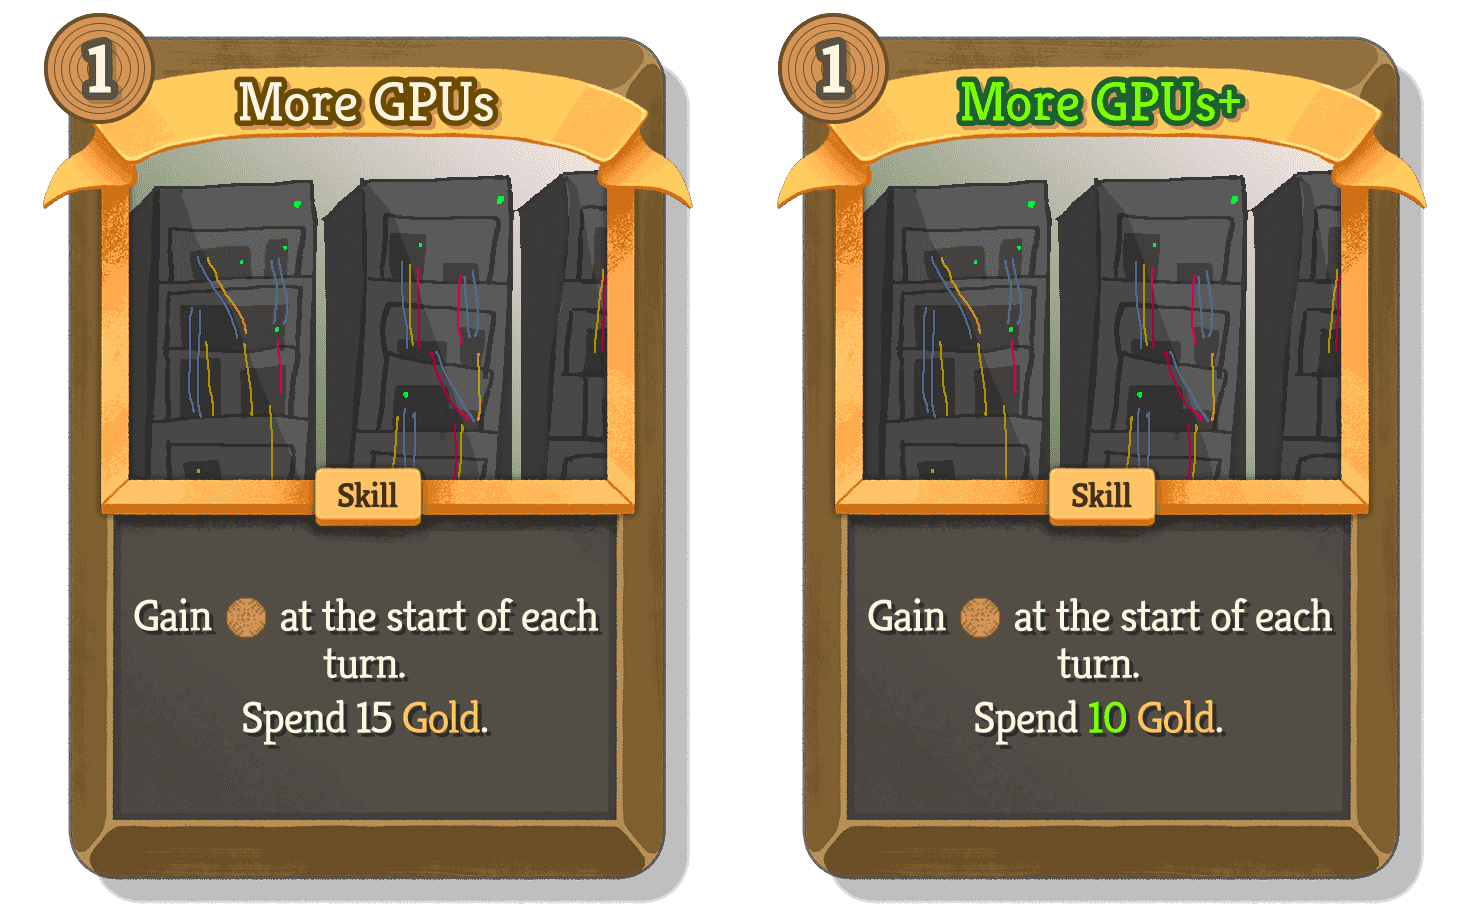 1
More GPUs
Skill
Gain at the start of each
turn.
Spend 15 Gold.
1
More GPUs+
Skill
Gain at the start of each
turn.
Spend 10 Gold.